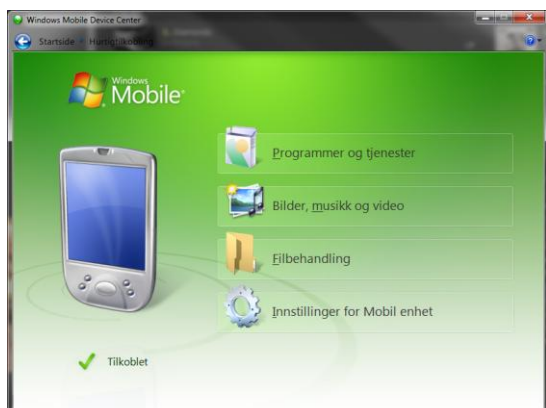 Windows Mobile Device Center
Startside Hurtigtilkobling
Windows
Mobile
Programmer og tjenester
Bilder, musikk og video
Filbehandling
Innstillinger for Mobil enhet
Tilkoblet